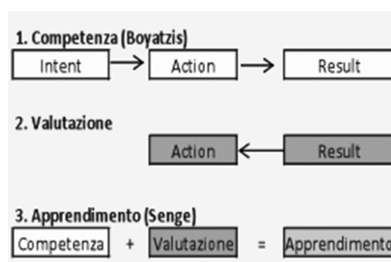 1. Competenza (Boyatzis)
Intent Action Result
2. Valutazione
Action Result
3. Apprendimento (Senge)
Competenza + Valutazione = Apprendimento